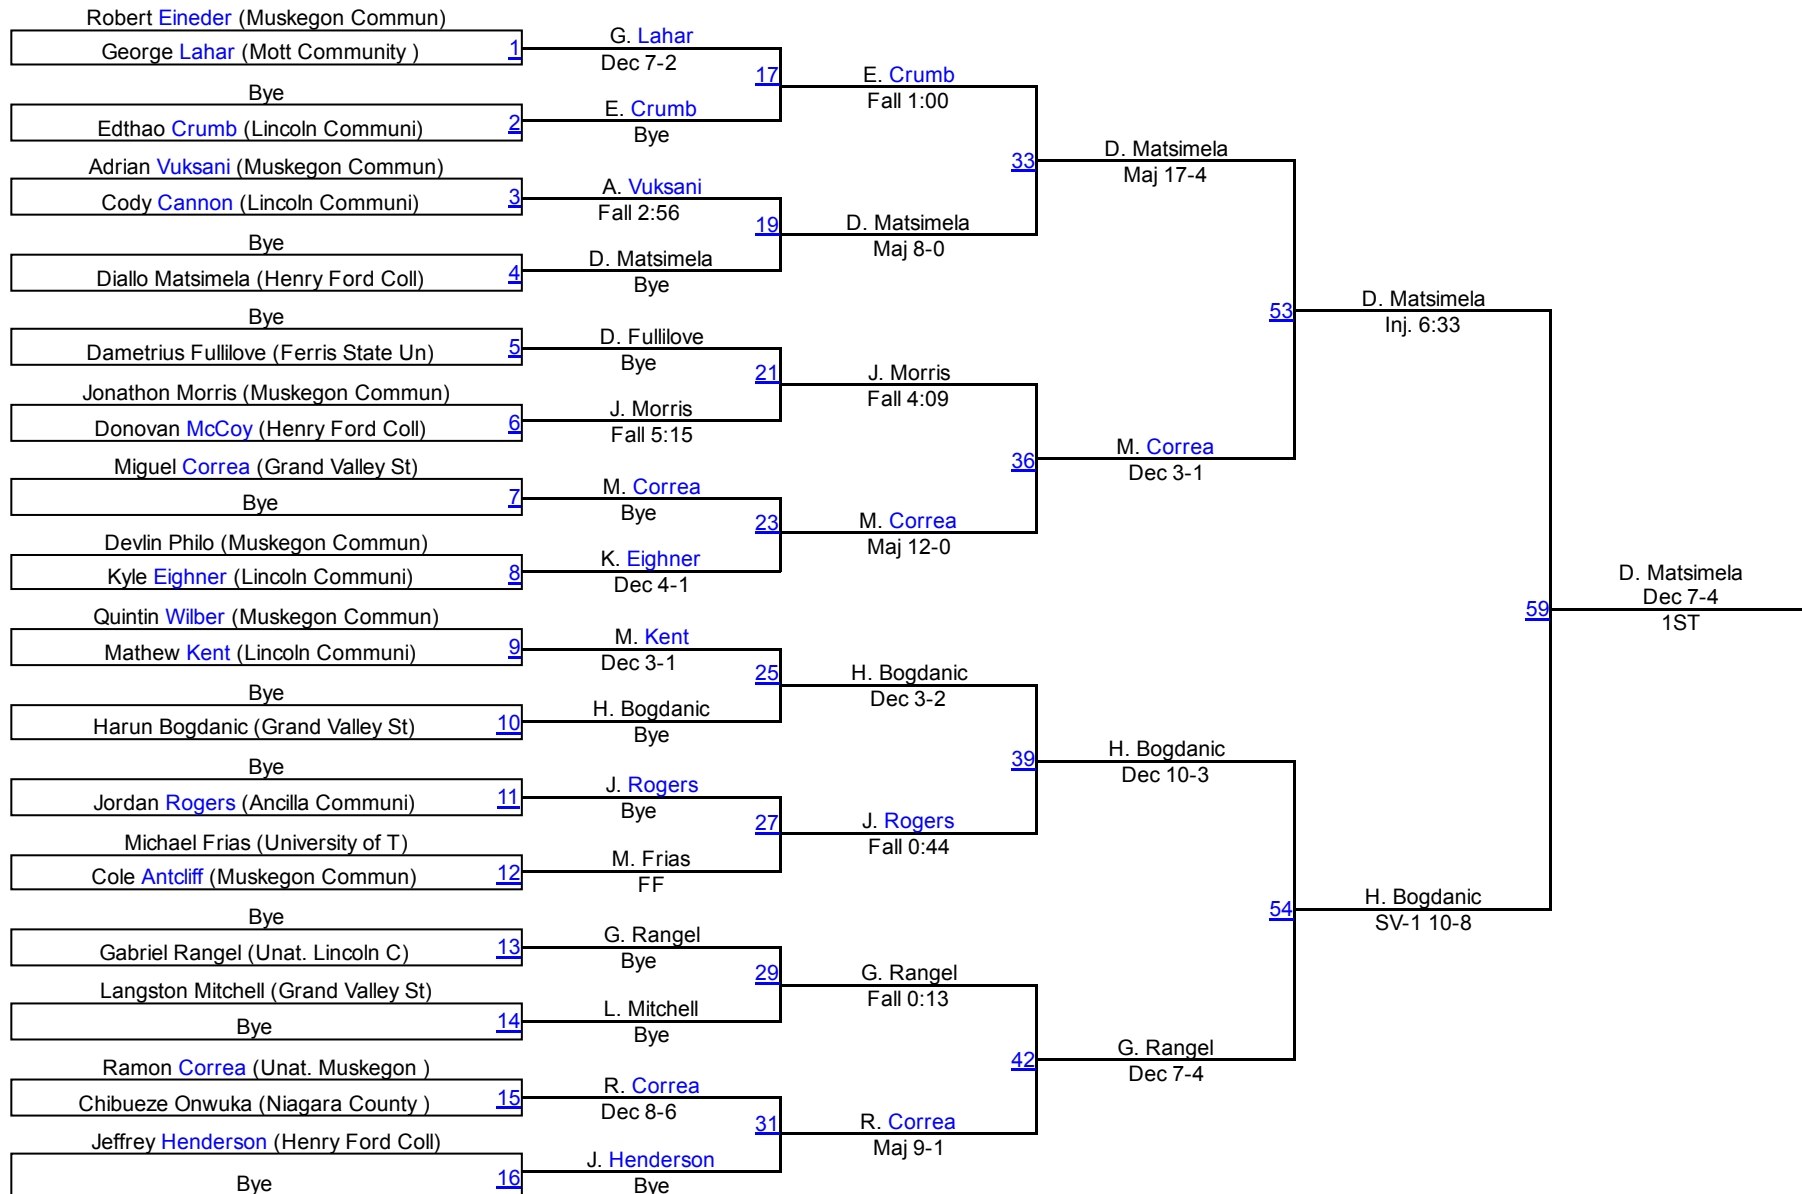 Robert Eineder (Muskegon Commun)
George Lahar (Mott Community )
1
Bye
Edthao Crumb (Lincoln Communi)
2
Adrian Vuksani (Muskegon Commun)
Cody Cannon (Lincoln Communi)
3
Bye
Diallo Matsimela (Henry Ford Coll)
4
Bye
Dametrius Fullilove (Ferris State Un)
5
Jonathon Morris (Muskegon Commun)
Donovan McCoy (Henry Ford Coll)
6
Miguel Correa (Grand Valley St)
Bye
7
Devlin Philo (Muskegon Commun)
Kyle Eighner (Lincoln Communi)
8
Quintin Wilber (Muskegon Commun)
Mathew Kent (Lincoln Communi)
9
Bye
Harun Bogdanic (Grand Valley St)
10
Bye
Jordan Rogers (Ancilla Communi)
11
Michael Frias (University of T)
Cole Antcliff (Muskegon Commun)
12
Bye
Gabriel Rangel (Unat. Lincoln C)
13
Langston Mitchell (Grand Valley St)
Bye
14
Ramon Correa (Unat. Muskegon )
Chibueze Onwuka (Niagara County )
15
Jeffrey Henderson (Henry Ford Coll)
Bye
16
G. Lahar
Dec 7-2
17
E. Crumb
Bye
A. Vuksani
Fall 2:56
19
D. Matsimela
Bye
D. Fullilove
Bye
21
J. Morris
Fall 5:15
M. Correa
Bye
23
K. Eighner
Dec 4-1
M. Kent
Dec 3-1
25
H. Bogdanic
Bye
J. Rogers
Bye
27
M. Frias
FF
G. Rangel
Bye
29
L. Mitchell
Bye
R. Correa
Dec 8-6
31
J. Henderson
Bye
E. Crumb
Fall 1:00
33
D. Matsimela
Maj 8-0
J. Morris
Fall 4:09
36
M. Correa
Maj 12-0
H. Bogdanic
Dec 3-2
39
J. Rogers
Fall 0:44
G. Rangel
Fall 0:13
42
R. Correa
Maj 9-1
D. Matsimela
Maj 17-4
53
M. Correa
Dec 3-1
H. Bogdanic
Dec 10-3
54
G. Rangel
Dec 7-4
D. Matsimela
Inj. 6:33
59
H. Bogdanic
SV-1 10-8
D. Matsimela
Dec 7-4
1ST